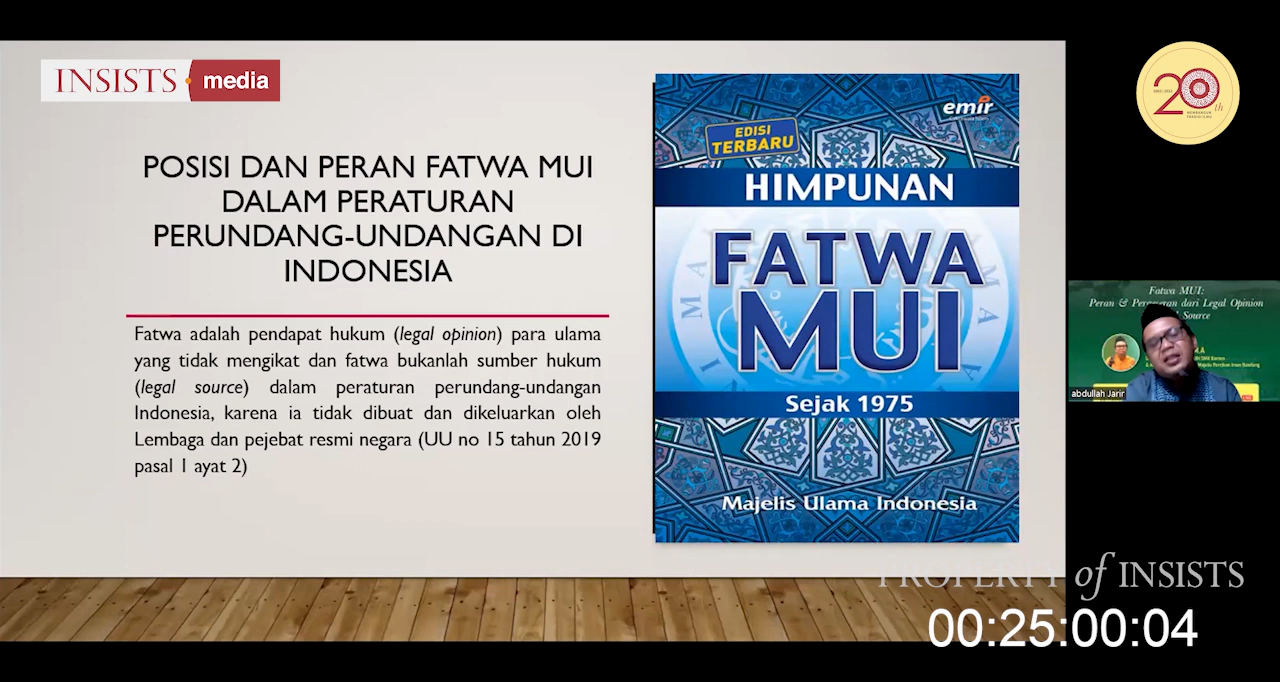 INSISTS media
POSISI DAN PERAN FATWA MUI
DALAM PERATURAN
PERUNDANG-UNDANGAN DI
INDONESIA
Fatwa adalah pendapat hukum (legal opinion) para ulama
yang tidak mengikat dan fatwa bukanlah sumber hukum
(legal source) dalam peraturan perundang-undangan
Indonesia, karena ia tidak dibuat dan dikeluarkan oleh
Lembaga dan pejebat resmi negara (UU no 15 tahun 2019
pasal 1 ayat 2)
emir
EDISI
TERBARU
HIMPUNAN
FATWA
MUI
Sejak 1975
Majelis Ulama Indonesia
20th
Fatwa MUI:
Peran & dari Legal Opinion
Source
abdullah Jarir
PROPERTY of INSISTS
00:25:00:04